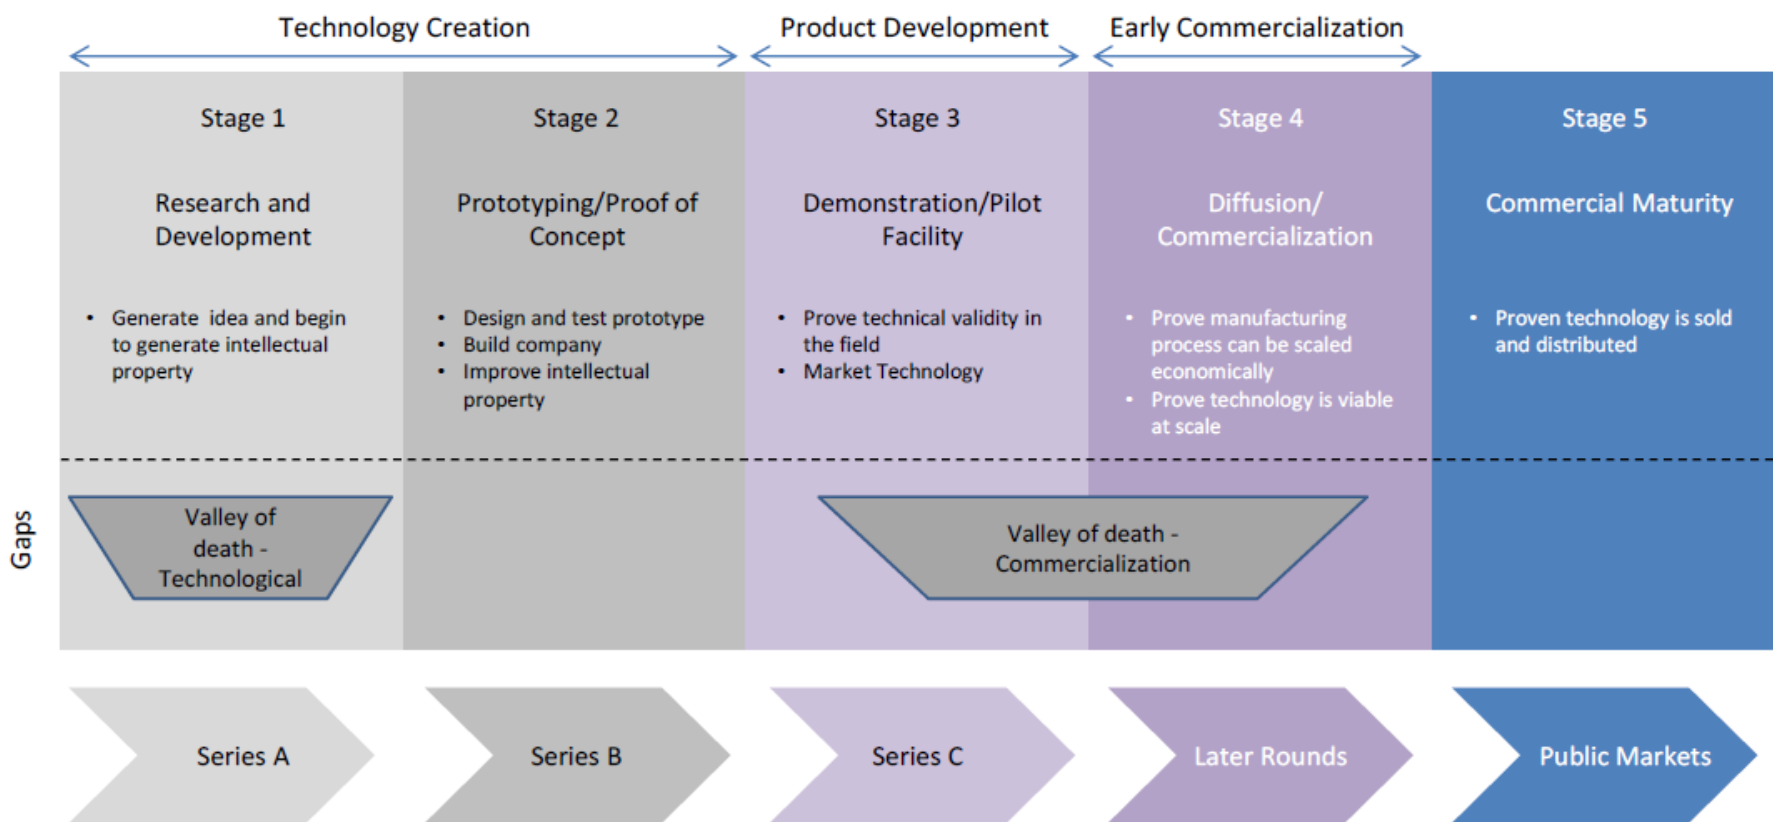 Technology Creation
Product Development
Early Commercialization
Stage 1
Stage 2
Stage 3
Stage 4
Stage 5
Research and
Development
Prototyping/Proof of
Concept
Demonstration/Pilot
Facility
Diffusion/
Commercialization
Commercial Maturity
• Generate idea and begin
to generate intellectual
property
• Design and test prototype
• Build company
• Improve intellectual
property
• Prove technical validity in
the field
• Market Technology
• Prove manufacturing
process can be scaled
economically
• Prove technology is viable
at scale
• Proven technology is sold
and distributed
Gaps
Valley of
death -
Technological
Valley of death -
Commercialization
Series A
Series B
Series C
Later Rounds
Public Markets